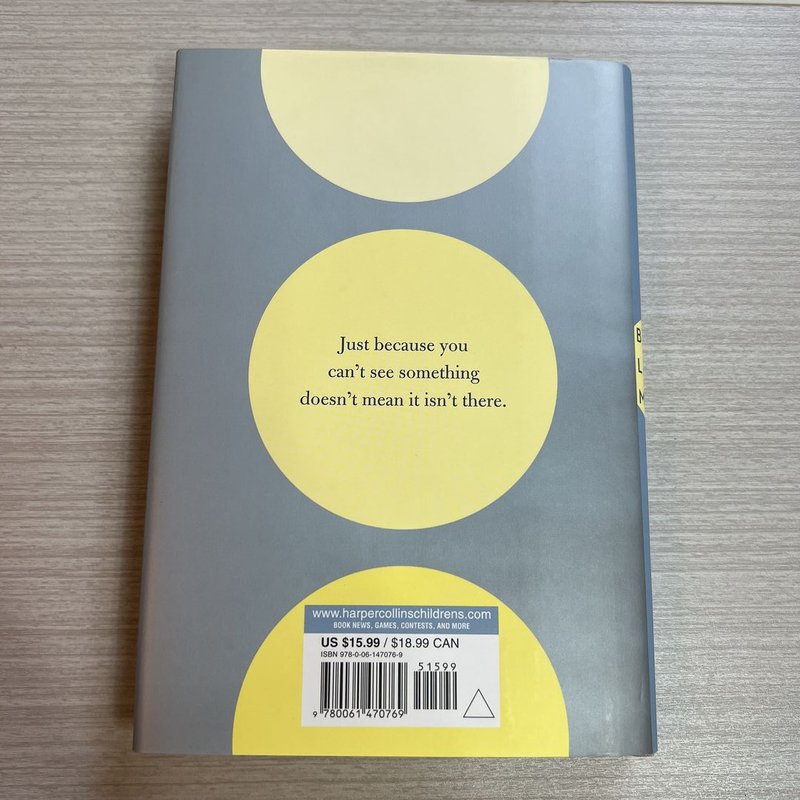 Just because you
can't see something
doesn't mean it isn't there.
B
L
M
www.harpercollinschildrens.com
BOOK NEWS, GAMES, CONTESTS, AND MORE
US $15.99 / $18.99 CAN
ISBN 978-0-06-147076-9
51599
9 780061 470769